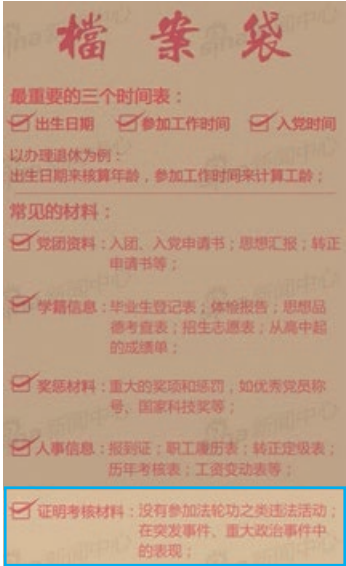 檔案袋
最重要的三个时间表：
出生日期 参加工作时间 入党时间
以办理退休为例：
出生日期来核算年龄，参加工作时间来计算工龄；
常见的材料：
党团资料：入团、入党申请书；思想汇报；转正
申请书等；
学籍信息：毕业生登记表；体检报告；思想品
德考查表；招生志愿表；从高中起
的成绩单；
奖惩材料：重大的奖项和惩罚，如优秀党员称
号、国家科技奖等；
人事信息：报到证；职工履历表；转正定级表；
历年考核表；工资变动表等；
证明考核材料：没有参加法轮功之类违法活动；
在突发事件、重大政治事件中
的表现；